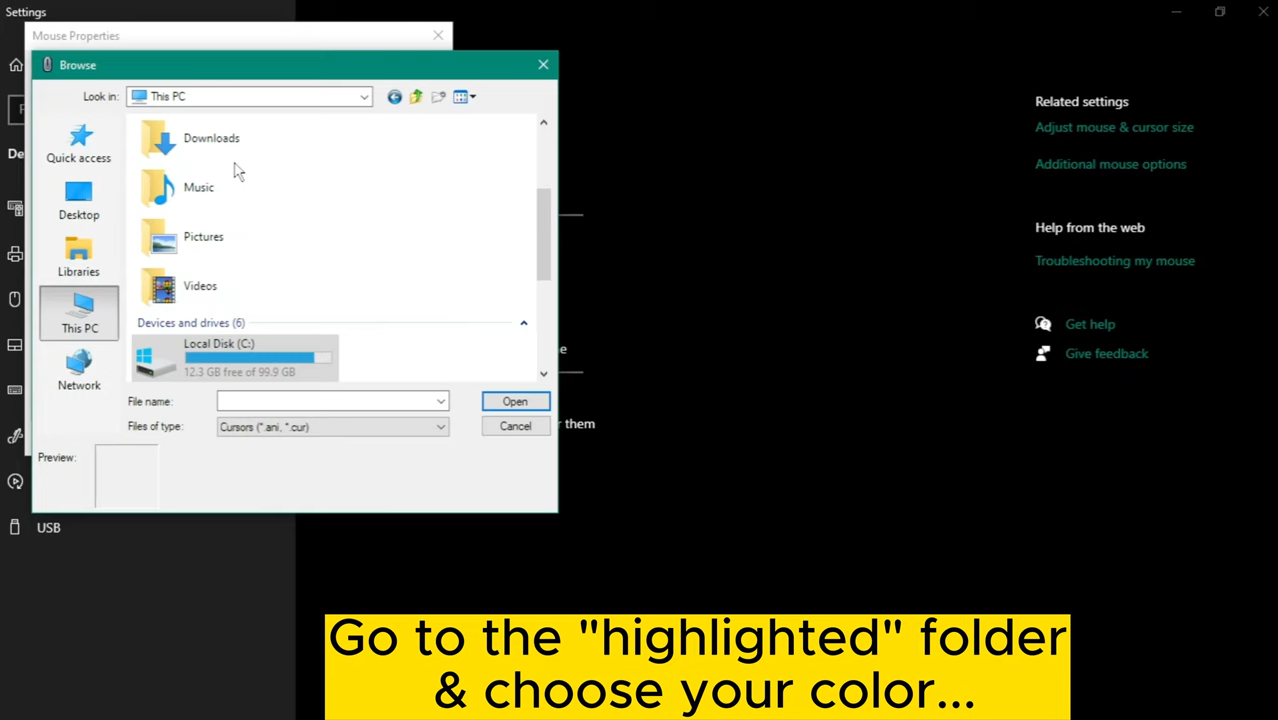 Settings
Mouse Properties
Browse
Look in:
This PC
Quick access
Desktop
Libraries
This PC
Network
Downloads
Music
Pictures
Videos
Devices and drives (6)
Local Disk (C:)
12.3 GB free of 99.9 GB
File name:
Open
Files of type:
Cursors (*.ani, *.cur)
Cancel
Preview:
De
USB
r them
Related settings
Adjust mouse & cursor size
Additional mouse options
Help from the web
Troubleshooting my mouse
Get help
Give feedback
Go to the "highlighted" folder
& choose your color...